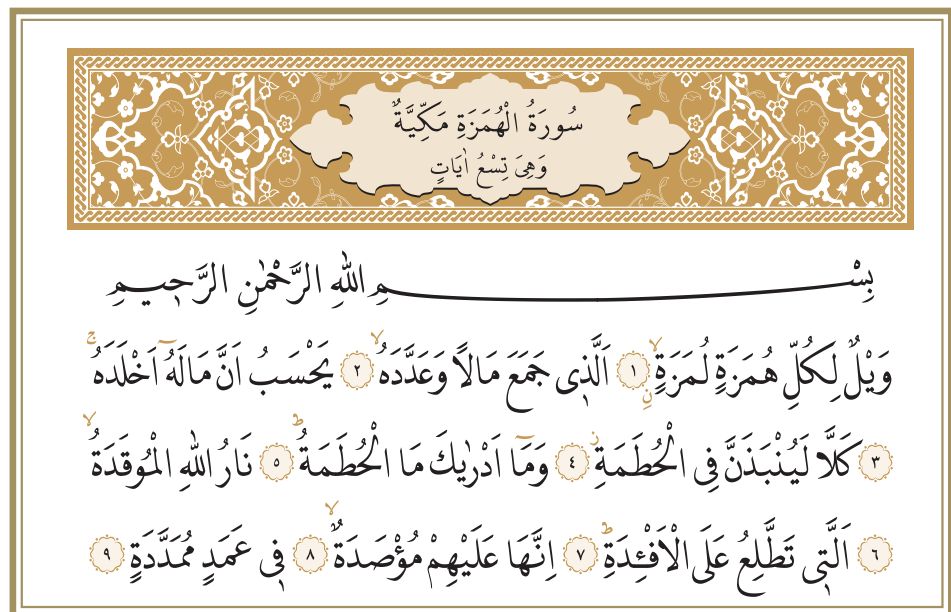 سُورَةُ الْهُمَزَةِ مَكِّيَّةٌ
وَهِىَ تِسْعُ اٰيَاتٍ
بِسْمِ اللّٰهِ الرَّحْمٰنِ الرَّحٖيمِ
وَيْلٌ لِكُلِّ هُمَزَةٍ لُمَزَةٍۙنِ ١ اَلَّذٖى جَمَعَ مَالًا وَعَدَّدَهُۙ ٢ يَحْسَبُ اَنَّ مَالَهُٓ اَخْلَدَهُۚ
٣ كَلَّا لَيُنْبَذَنَّ فِى الْحُطَمَةِؗ ٤ وَمَٓا اَدْرٰيكَ مَا الْحُطَمَةُؕ ٥ نَارُ اللّٰهِ الْمُوقَدَةُۙ
٦ اَلَّتٖى تَطَّلِعُ عَلَى الْاَفْـِٔدَةِؕ ٧ اِنَّهَا عَلَيْهِمْ مُؤْصَدَةٌۙ ٨ فٖى عَمَدٍ مُمَدَّدَةٍ ٩